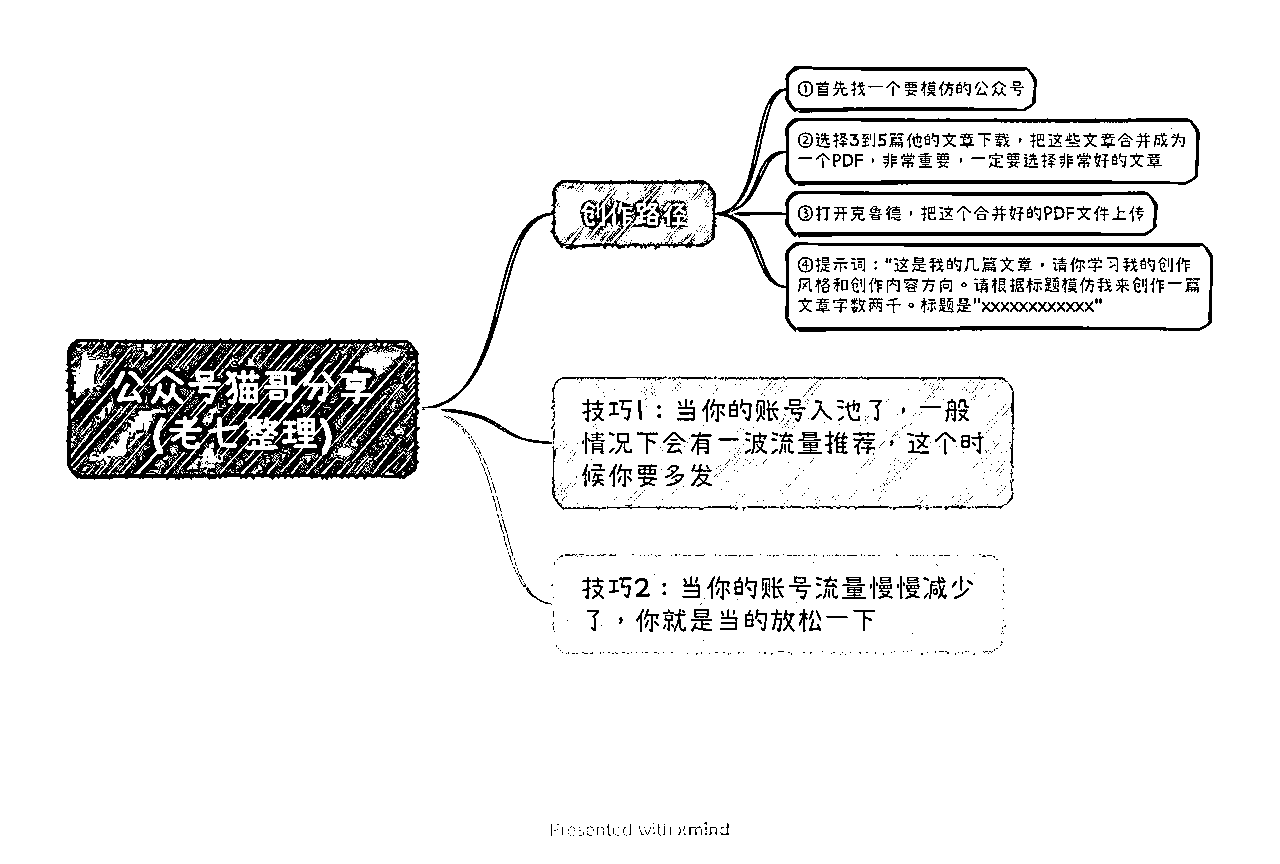 ①首先找一个要模仿的公众号
②选择3到5篇他的文章下载，把这些文章合并成为
一个PDF，非常重要，一定要选择非常好的文章
创作路径
③打开克鲁德，把这个合并好的PDF文件上传
④提示词："这是我的几篇文章，请你学习我的创作
风格和创作内容方向。请根据标题模仿我来创作一篇
文章字数两千。标题是"xxxxxxxxxxxx"
公众号猫哥分享
(老七整理)
技巧1：当你的账号入池了，一般
情况下会有一波流量推荐，这个时
候你要多发
技巧2：当你的账号流量慢慢减少
了，你就是当的放松一下
Presented with xmind